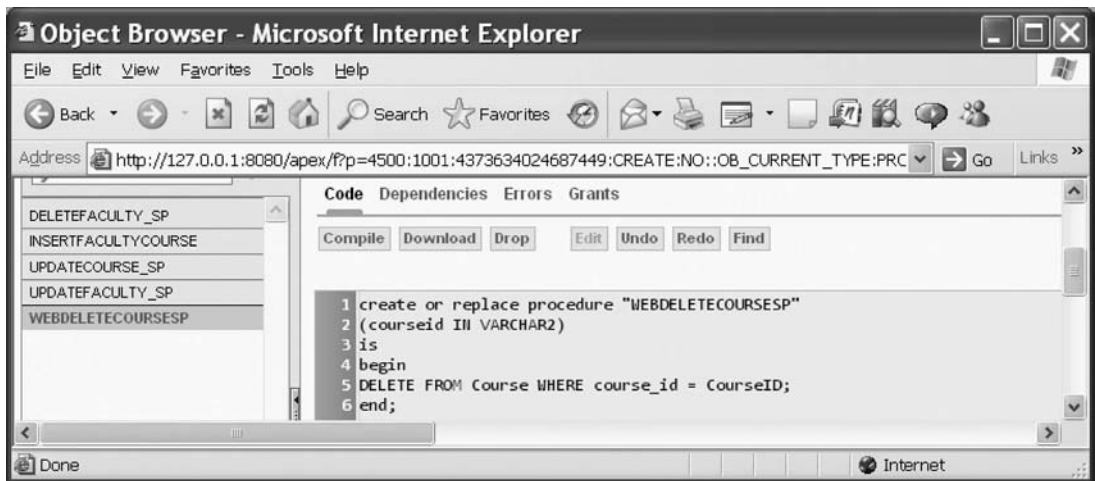 Object Browser - Microsoft Internet Explorer
File Edit View Favorites Tools Help
Back Search Favorites
Address http://127.0.0.1:8080/apex/f?p=4500:1001:4373634024687449:CREATE:NO::OB_CURRENT_TYPE:PRC Go Links »
Code Dependencies Errors Grants
DELETEFACULTY_SP
INSERTFACULTYCOURSE
UPDATECOURSE_SP
UPDATEFACULTY_SP
WEBDELETECOURSESP
Compile Download Drop Edit Undo Redo Find
1 create or replace procedure "WEBDELETECOURSESP"
2 (courseid IN VARCHAR2)
3 is
4 begin
5 DELETE FROM Course WHERE course_id = CourseID;
6 end;
Done Internet